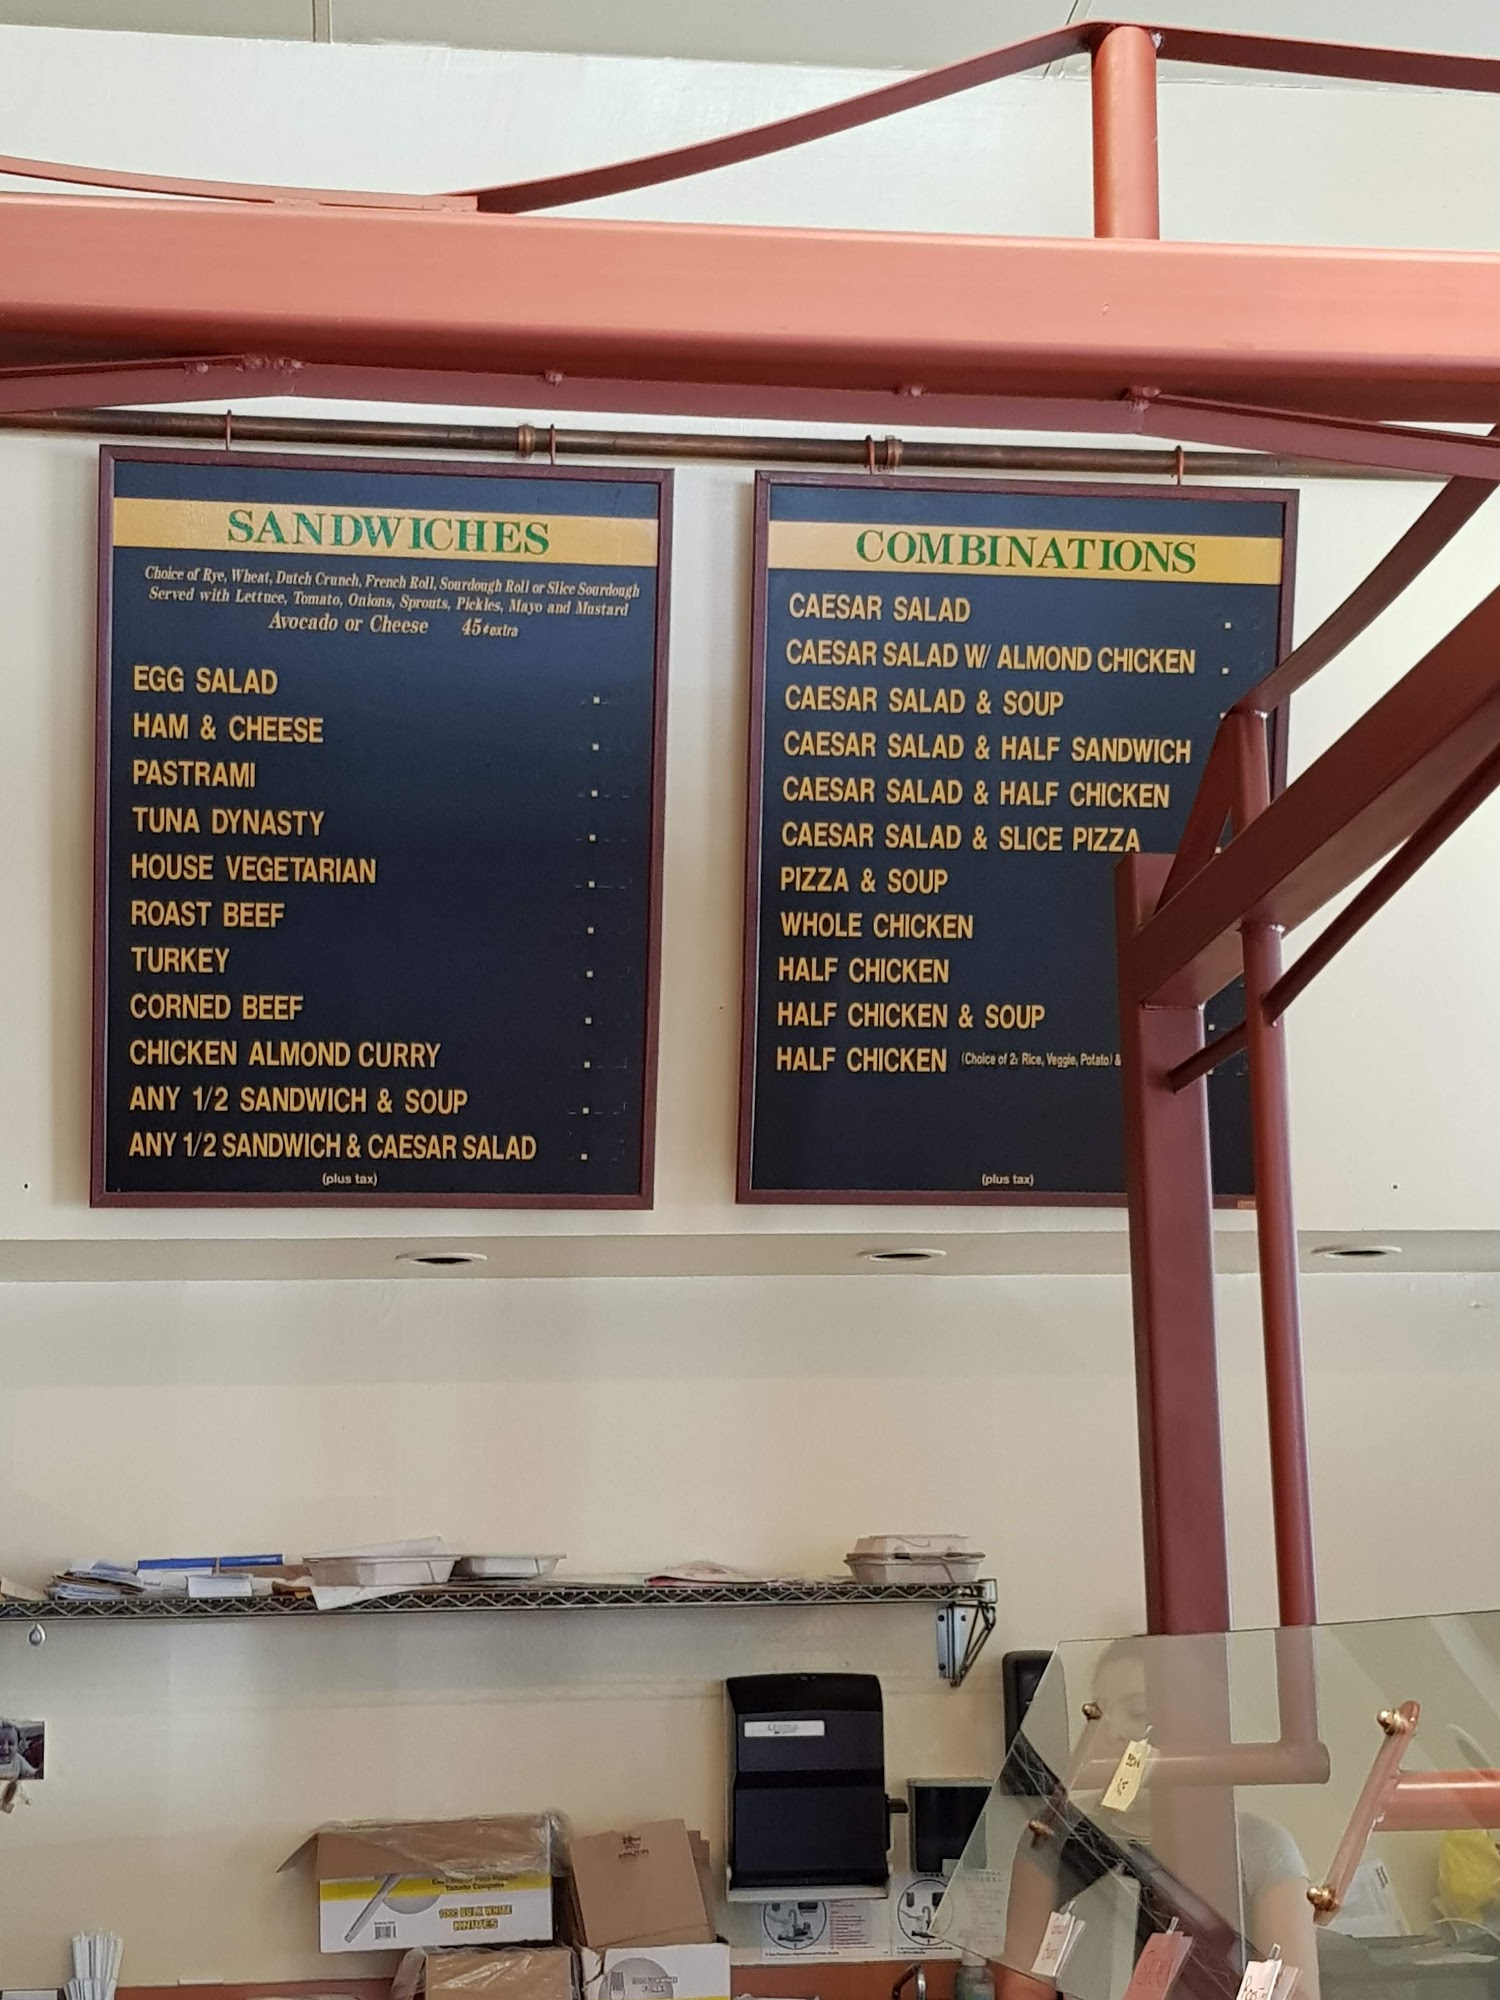 SANDWICHES
Choice of Rye, Wheat, Dutch Crunch, French Roll, Sourdough Roll or Slice Sourdough
Served with Lettuce, Tomato, Onions, Sprouts, Pickles, Mayo and Mustard
Avocado or Cheese 45¢extra
EGG SALAD
HAM & CHEESE
PASTRAMI
TUNA DYNASTY
HOUSE VEGETARIAN
ROAST BEEF
TURKEY
CORNED BEEF
CHICKEN ALMOND CURRY
ANY 1/2 SANDWICH & SOUP
ANY 1/2 SANDWICH & CAESAR SALAD
(plus tax)
COMBINATIONS
CAESAR SALAD
CAESAR SALAD W/ ALMOND CHICKEN
CAESAR SALAD & SOUP
CAESAR SALAD & HALF SANDWICH
CAESAR SALAD & HALF CHICKEN
CAESAR SALAD & SLICE PIZZA
PIZZA & SOUP
WHOLE CHICKEN
HALF CHICKEN
HALF CHICKEN & SOUP
HALF CHICKEN (Choice of 2: Rice, Veggie, Potato) &
(plus tax)
KNIVES